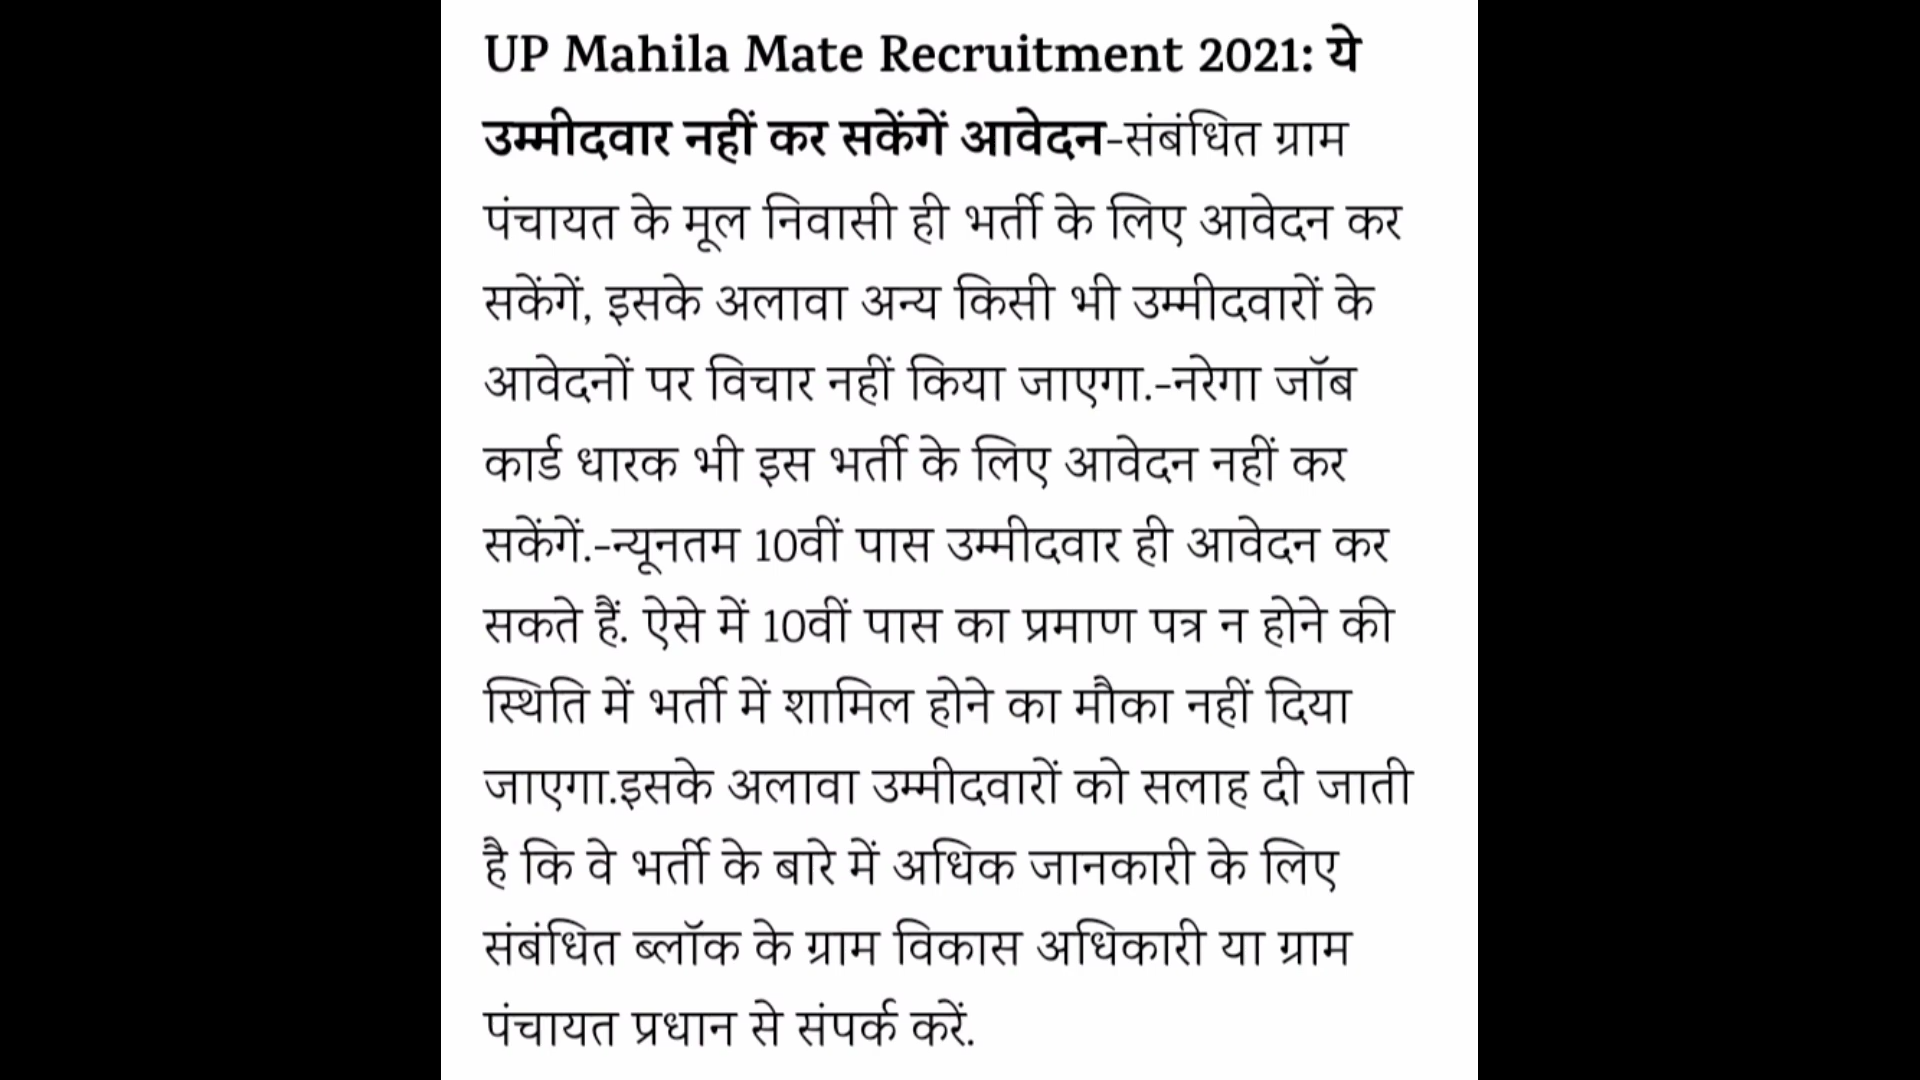 UP Mahila Mate Recruitment 2021: ये
उम्मीदवार नहीं कर सकेंगें आवेदन-संबंधित ग्राम
पंचायत के मूल निवासी ही भर्ती के लिए आवेदन कर
सकेंगें, इसके अलावा अन्य किसी भी उम्मीदवारों के
आवेदनों पर विचार नहीं किया जाएगा.-नरेगा जॉब
कार्ड धारक भी इस भर्ती के लिए आवेदन नहीं कर
सकेंगें.-न्यूनतम 10वीं पास उम्मीदवार ही आवेदन कर
सकते हैं. ऐसे में 10वीं पास का प्रमाण पत्र न होने की
स्थिति में भर्ती में शामिल होने का मौका नहीं दिया
जाएगा.इसके अलावा उम्मीदवारों को सलाह दी जाती
है कि वे भर्ती के बारे में अधिक जानकारी के लिए
संबंधित ब्लॉक के ग्राम विकास अधिकारी या ग्राम
पंचायत प्रधान से संपर्क करें.